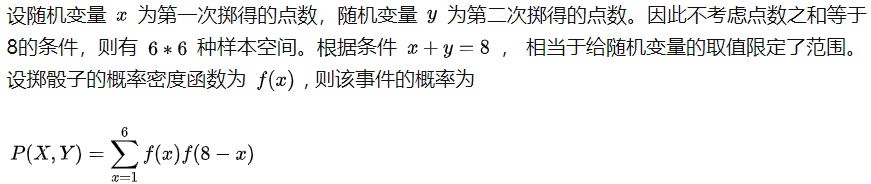 设随机变量 x 为第一次掷得的点数，随机变量 y 为第二次掷得的点数。因此不考虑点数之和等于
8的条件，则有 6 ∗ 6 种样本空间。根据条件 x + y = 8 ， 相当于给随机变量的取值限定了范围。
设掷骰子的概率密度函数为 f(x) , 则该事件的概率为
P(X, Y) = \sum_{x=1}^{6} f(x)f(8 − x)